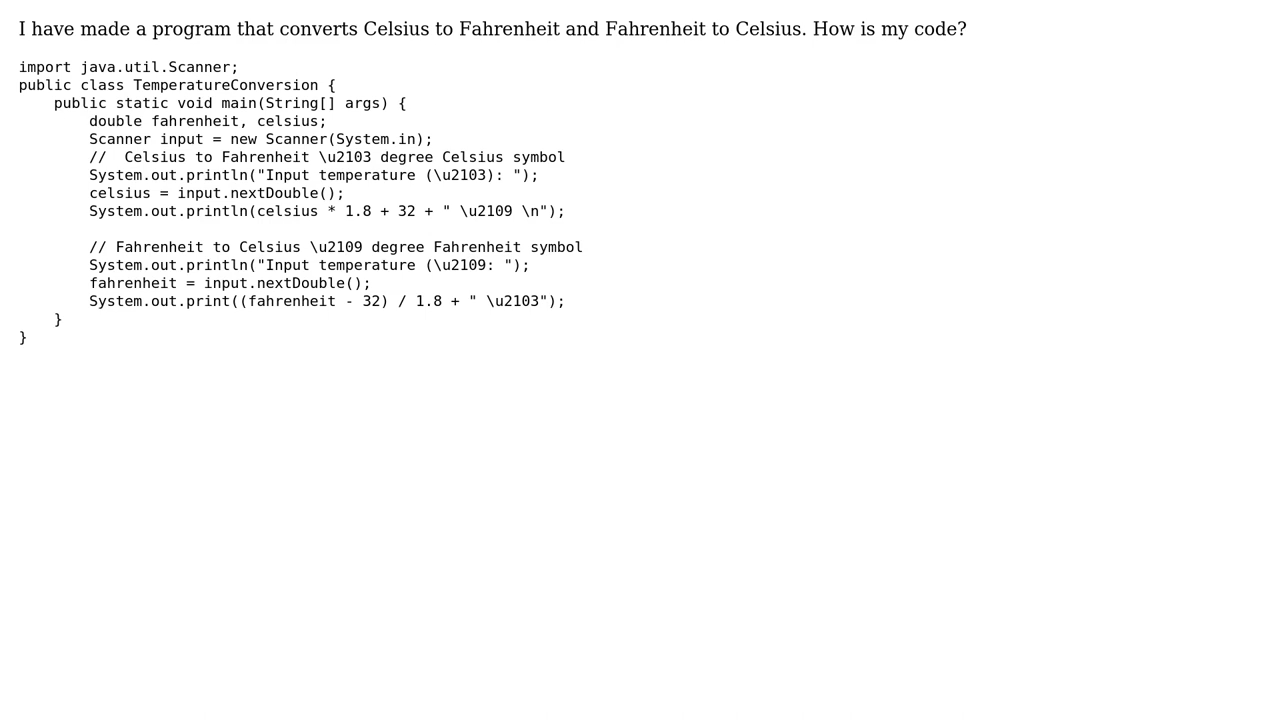 I have made a program that converts Celsius to Fahrenheit and Fahrenheit to Celsius. How is my code?
import java.util.Scanner;
public class TemperatureConversion {
    public static void main(String[] args) {
        double fahrenheit, celsius;
        Scanner input = new Scanner(System.in);
        //  Celsius to Fahrenheit \u2103 degree Celsius symbol
        System.out.println("Input temperature (\u2103): ");
        celsius = input.nextDouble();
        System.out.println(celsius * 1.8 + 32 + " \u2109 \n");

        // Fahrenheit to Celsius \u2109 degree Fahrenheit symbol
        System.out.println("Input temperature (\u2109: ");
        fahrenheit = input.nextDouble();
        System.out.print((fahrenheit - 32) / 1.8 + " \u2103");
    }
}